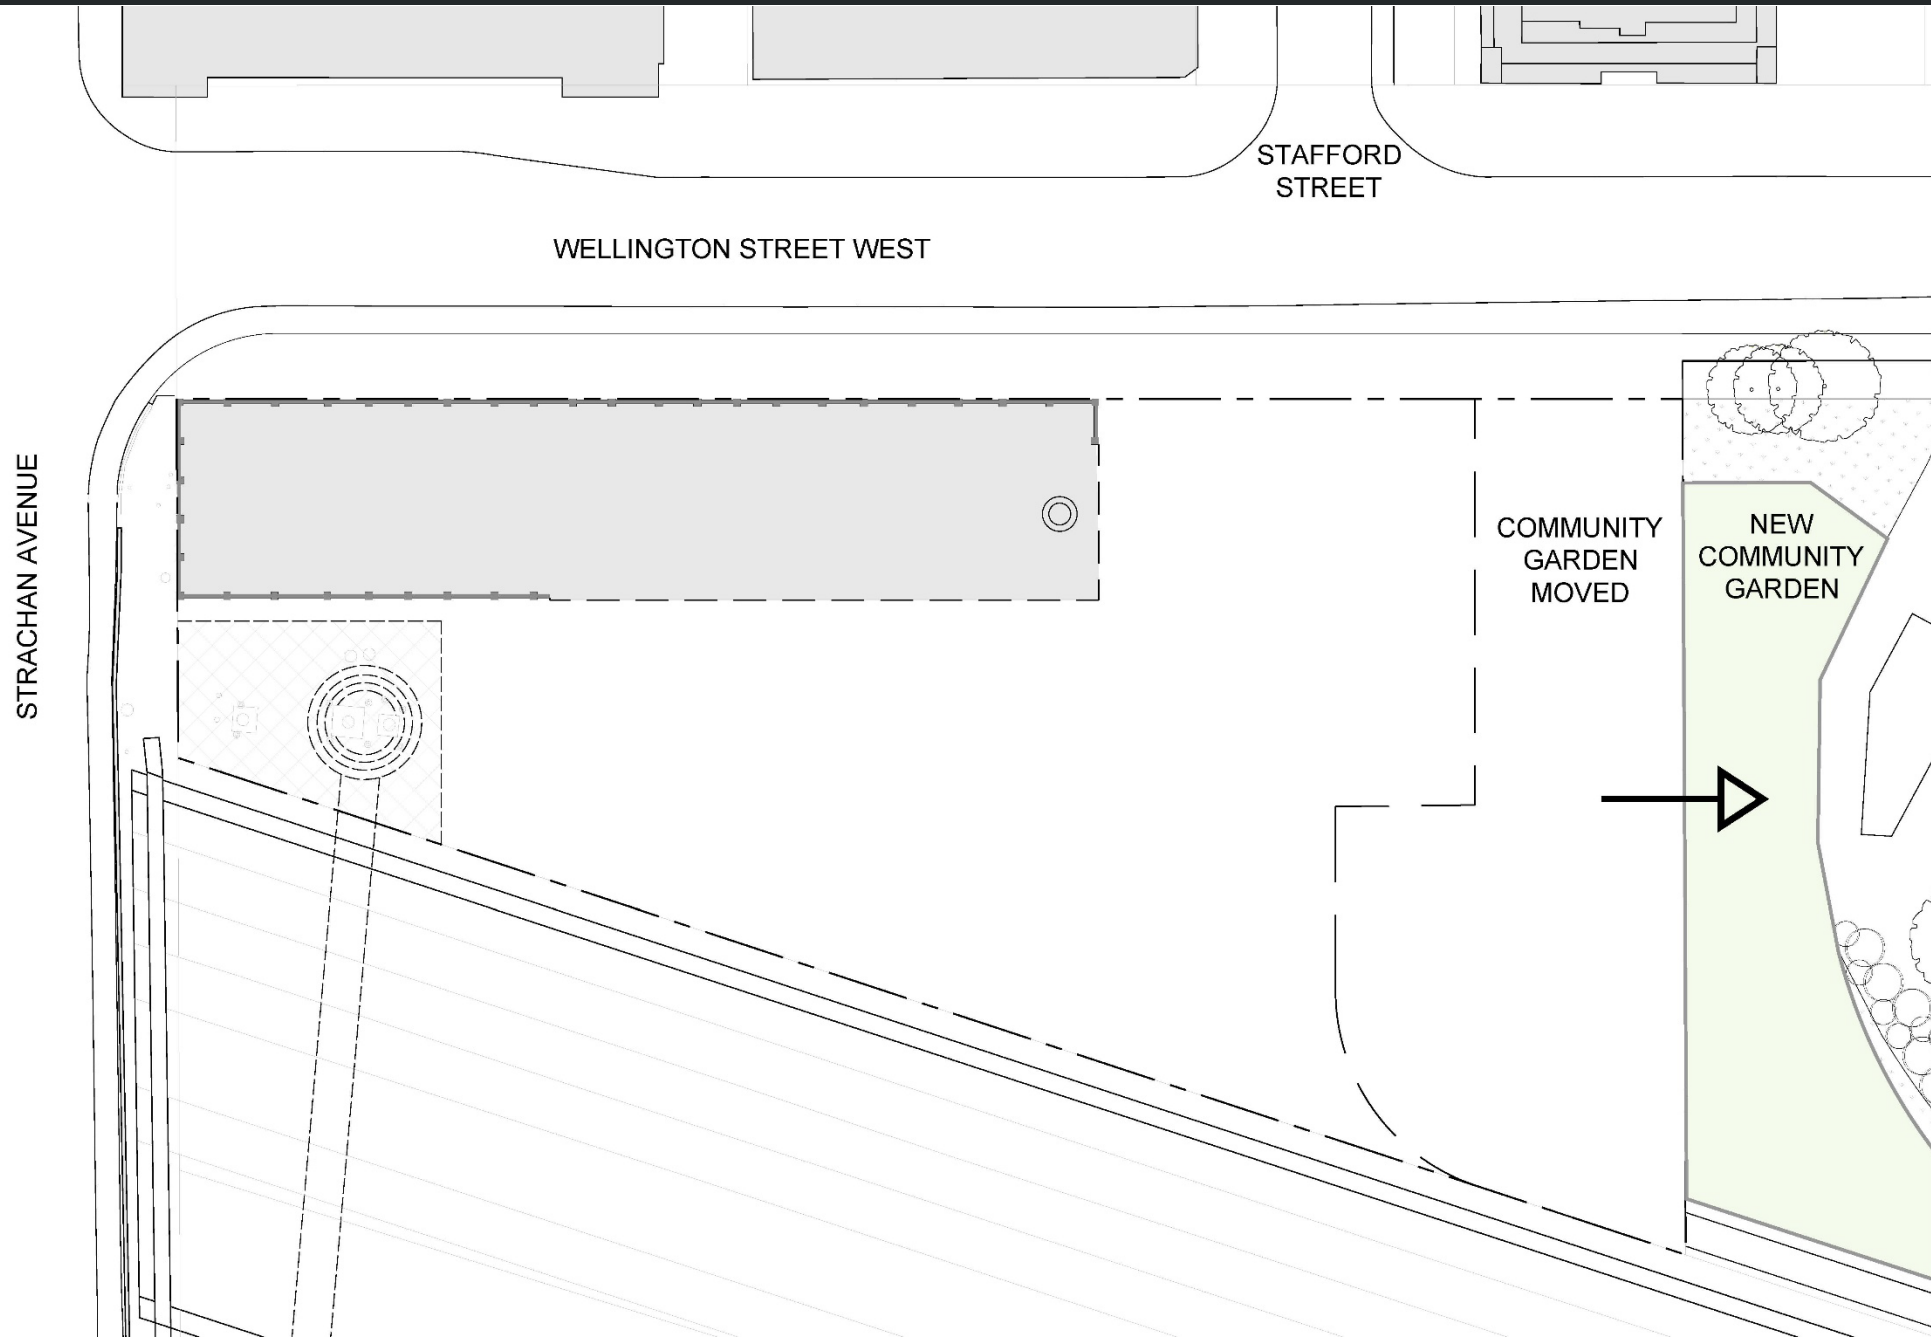 STAFFORD
STREET
WELLINGTON STREET WEST
STRACHAN AVENUE
COMMUNITY
GARDEN
MOVED
NEW
COMMUNITY
GARDEN